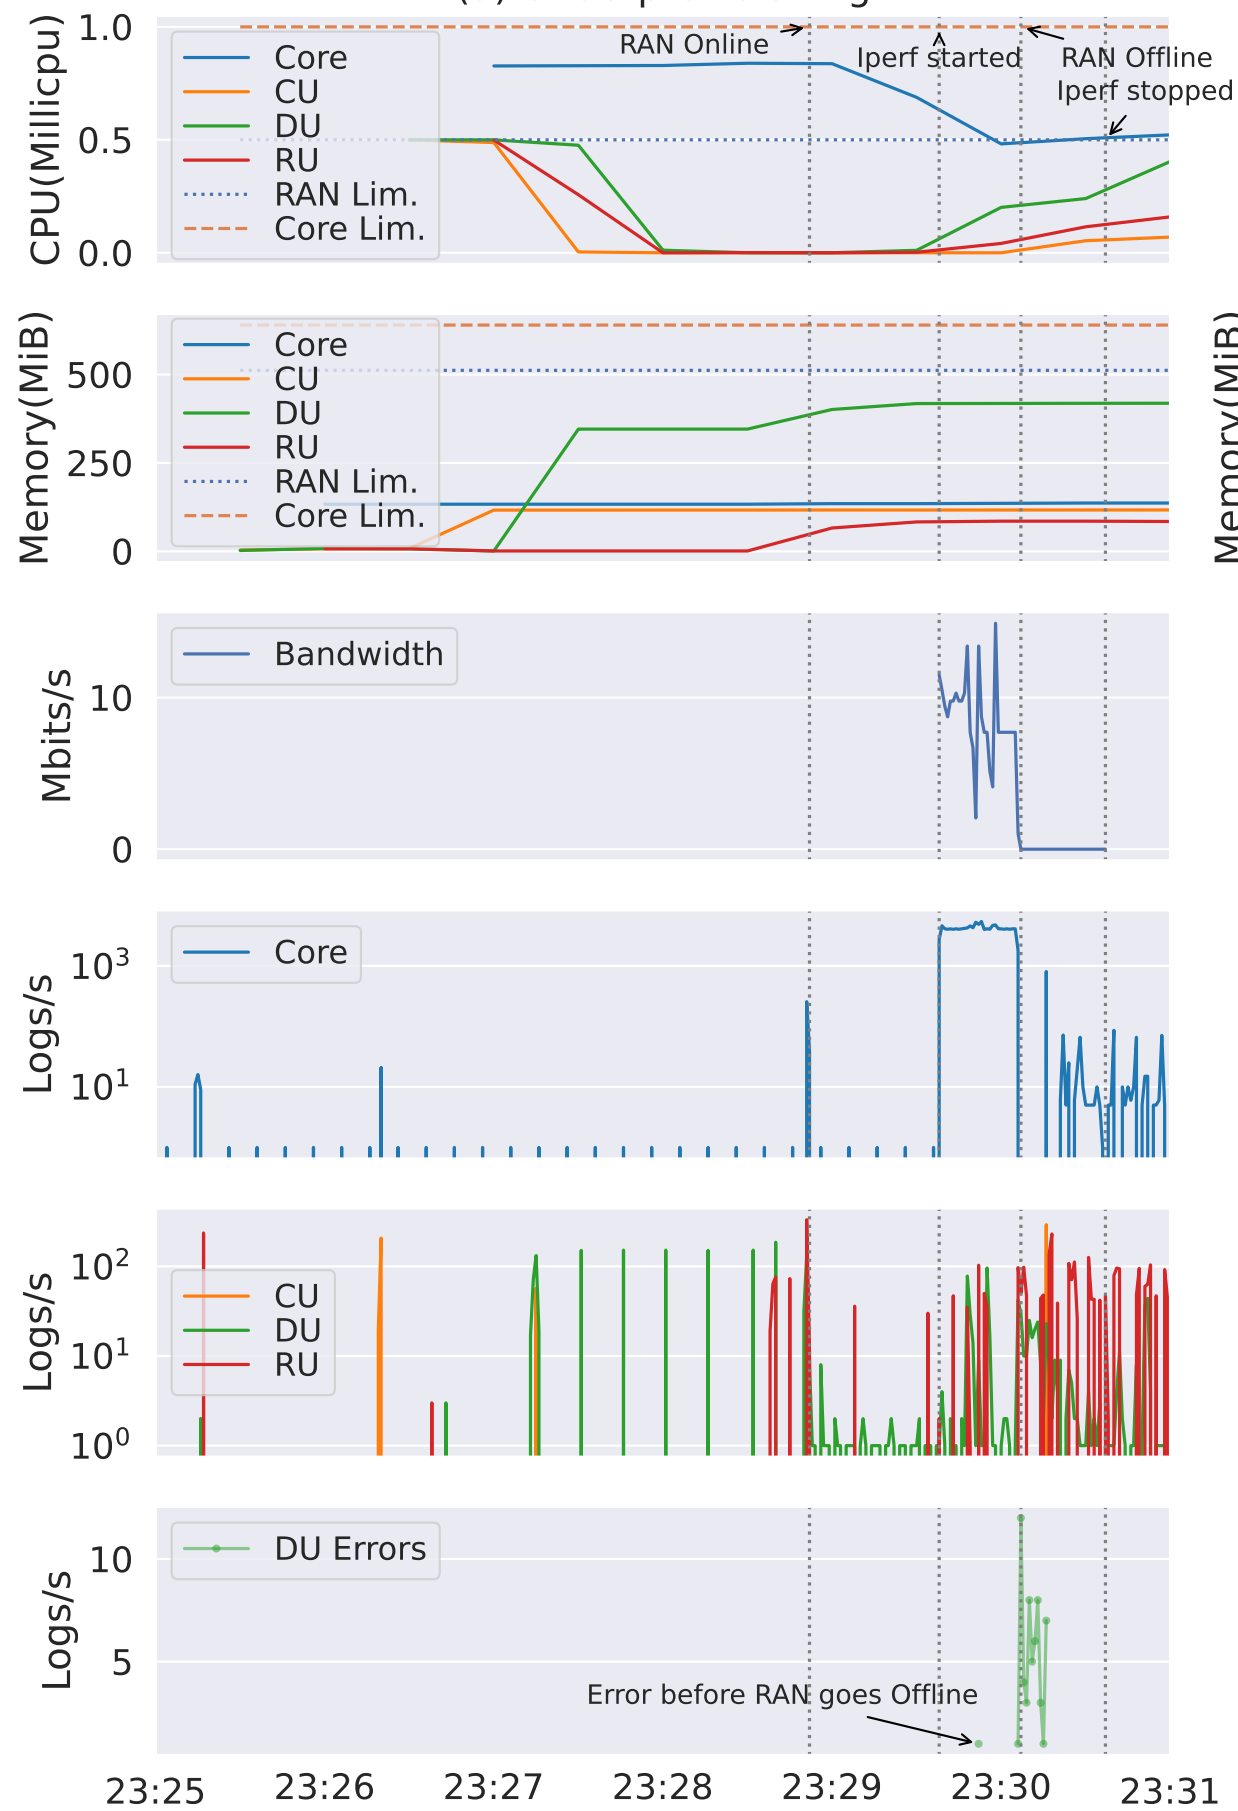 1.0
0.5
0.0
CPU(Millicpu)
Core
CU
DU
RU
RAN Lim.
Core Lim.
RAN Online
Iperf started
RAN Offline
Iperf stopped
500
250
0
Memory(MiB)
Core
CU
DU
RU
RAN Lim.
Core Lim.
Memory(MiB)
10
0
Mbits/s
Bandwidth
10³
10¹
Logs/s
Core
10²
10¹
10⁰
Logs/s
CU
DU
RU
10
5
Logs/s
DU Errors
Error before RAN goes Offline
23:25 23:26 23:27 23:28 23:29 23:30 23:31